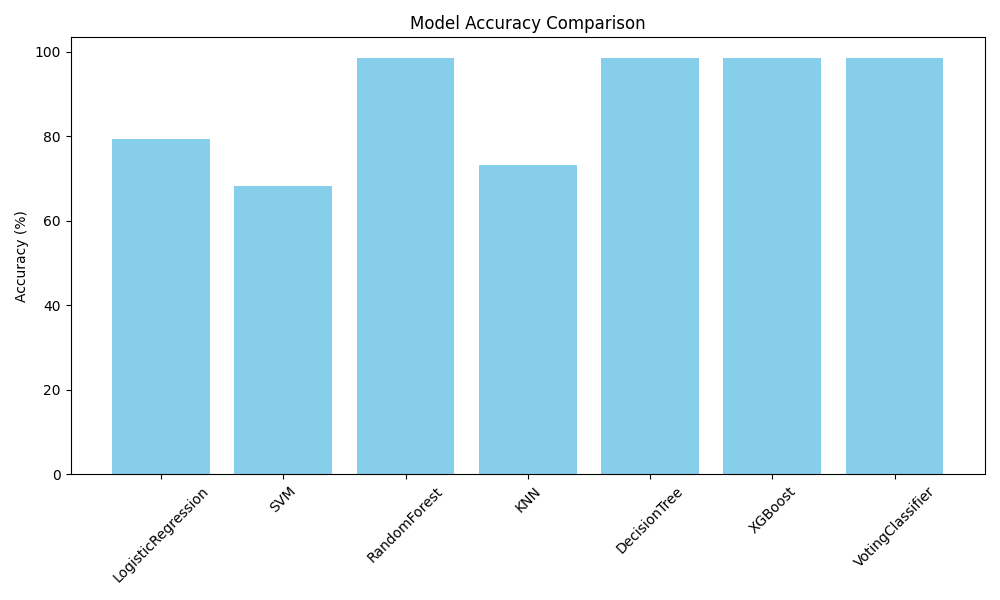 Model Accuracy Comparison
Accuracy (%)
100
80
60
40
20
0
LogisticRegression
SVM
RandomForest
KNN
DecisionTree
XGBoost
VotingClassifier